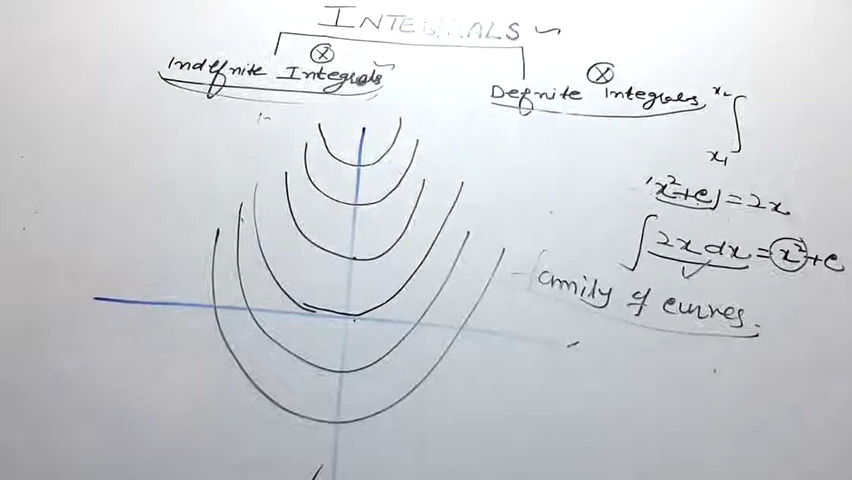 INTEGRALS
Indefinite Integrals
Definite Integrals
x₂
∫
x₁
(x²+c)' = 2x
∫2x dx = x²+c
family of curves.